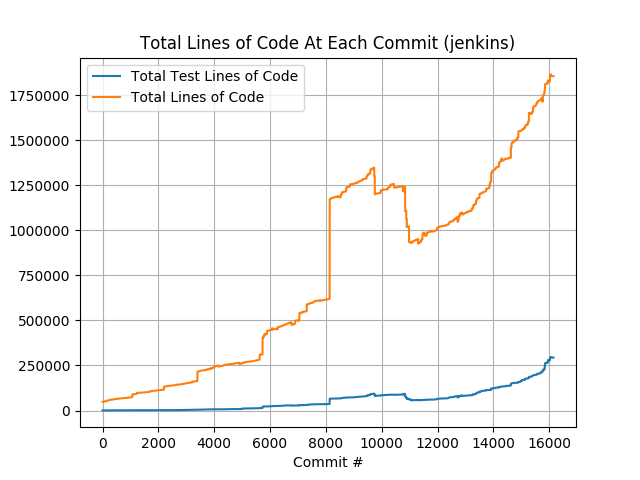 Total Lines of Code At Each Commit (jenkins)
Total Test Lines of Code
Total Lines of Code
1750000
1500000
1250000
1000000
750000
500000
250000
0
0 2000 4000 6000 8000 10000 12000 14000 16000
Commit #